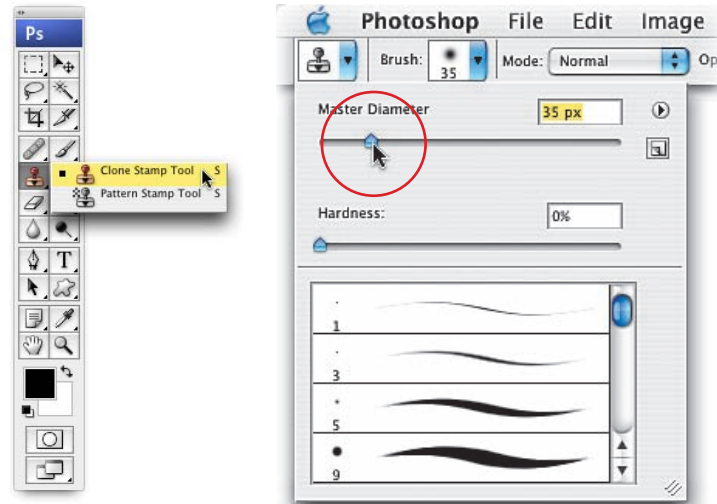 Ps
Clone Stamp Tool S
Pattern Stamp Tool S
T
Photoshop File Edit Image
Brush: 35 Mode: Normal Op
Master Diameter 35 px
Hardness: 0%
1
3
5
9